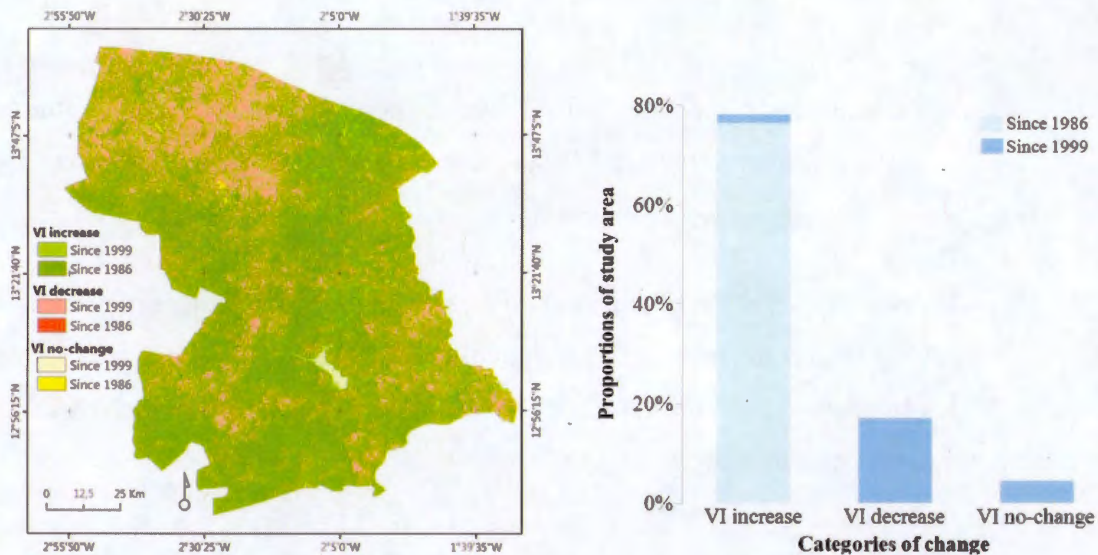 2°55'50"W 2°30'25"W 2°5'0"W 1°39'35"W
13°47'5"N 13°47'5"N
13°21'40"N 13°21'40"N
12°56'15"N 12°56'15"N
VI increase
Since 1999
Since 1986
VI decrease
Since 1999
Since 1986
VI no-change
Since 1999
Since 1986
0 12,5 25 Km
2°55'50"W 2°30'25"W 2°5'0"W 1°39'35"W
Proportions of study area
80%
60%
40%
20%
0%
Since 1986
Since 1999
VI increase VI decrease VI no-change
Categories of change